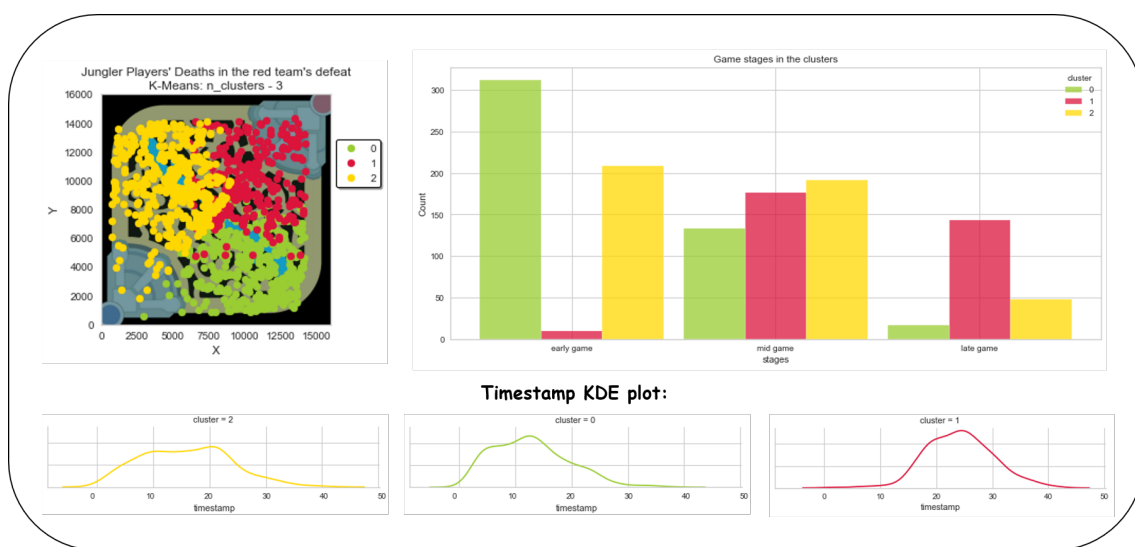 Jungler Players' Deaths in the red team's defeat
K-Means: n_clusters - 3
16000
14000
12000
10000
8000
6000
4000
2000
0
Y
0 2500 5000 7500 10000 12500 15000
X
0
1
2
Game stages in the clusters
cluster
0
1
2
300
250
200
150
100
50
0
Count
early game mid game late game
stages
Timestamp KDE plot:
cluster = 2
0 10 20 30 40 50
timestamp
cluster = 0
0 10 20 30 40 50
timestamp
cluster = 1
0 10 20 30 40 50
timestamp